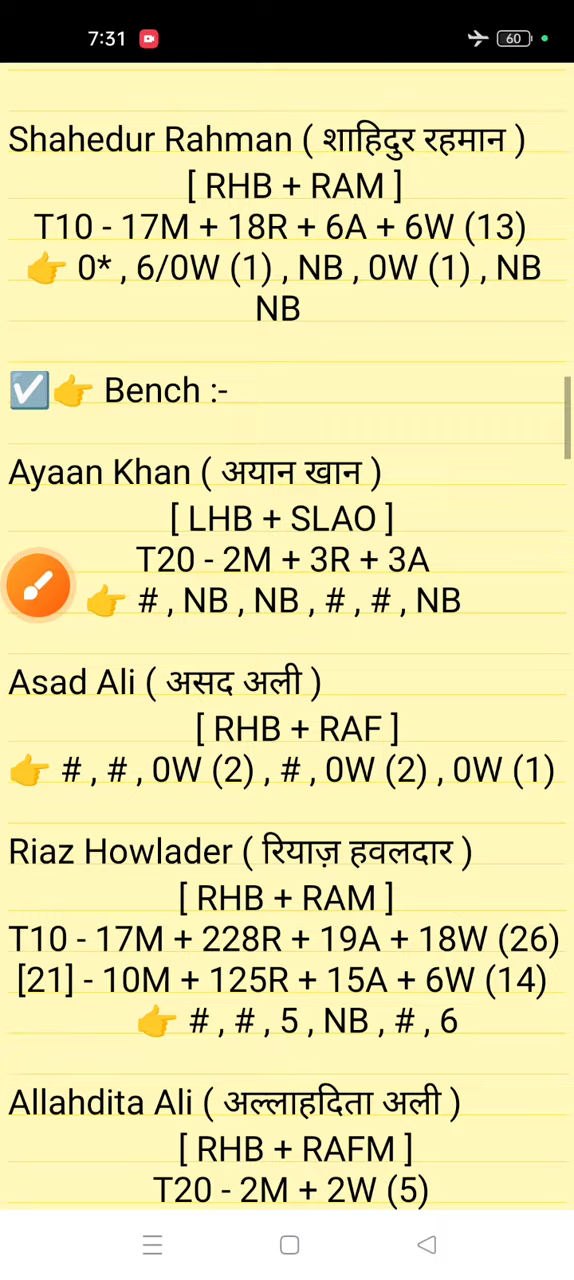 7:31
60
Shahedur Rahman ( शाहिदुर रहमान )
[ RHB + RAM ]
T10 - 17M + 18R + 6A + 6W (13)
👉 0* , 6/0W (1) , NB , 0W (1) , NB
NB
☑️👉 Bench :-
Ayaan Khan ( अयान खान )
[ LHB + SLAO ]
T20 - 2M + 3R + 3A
👉 # , NB , NB , # , # , NB
Asad Ali ( असद अली )
[ RHB + RAF ]
👉 # , # , 0W (2) , # , 0W (2) , 0W (1)
Riaz Howlader ( रियाज़ हवलदार )
[ RHB + RAM ]
T10 - 17M + 228R + 19A + 18W (26)
[21] - 10M + 125R + 15A + 6W (14)
👉 # , # , 5 , NB , # , 6
Allahdita Ali ( अल्लाहदिता अली )
[ RHB + RAFM ]
T20 - 2M + 2W (5)